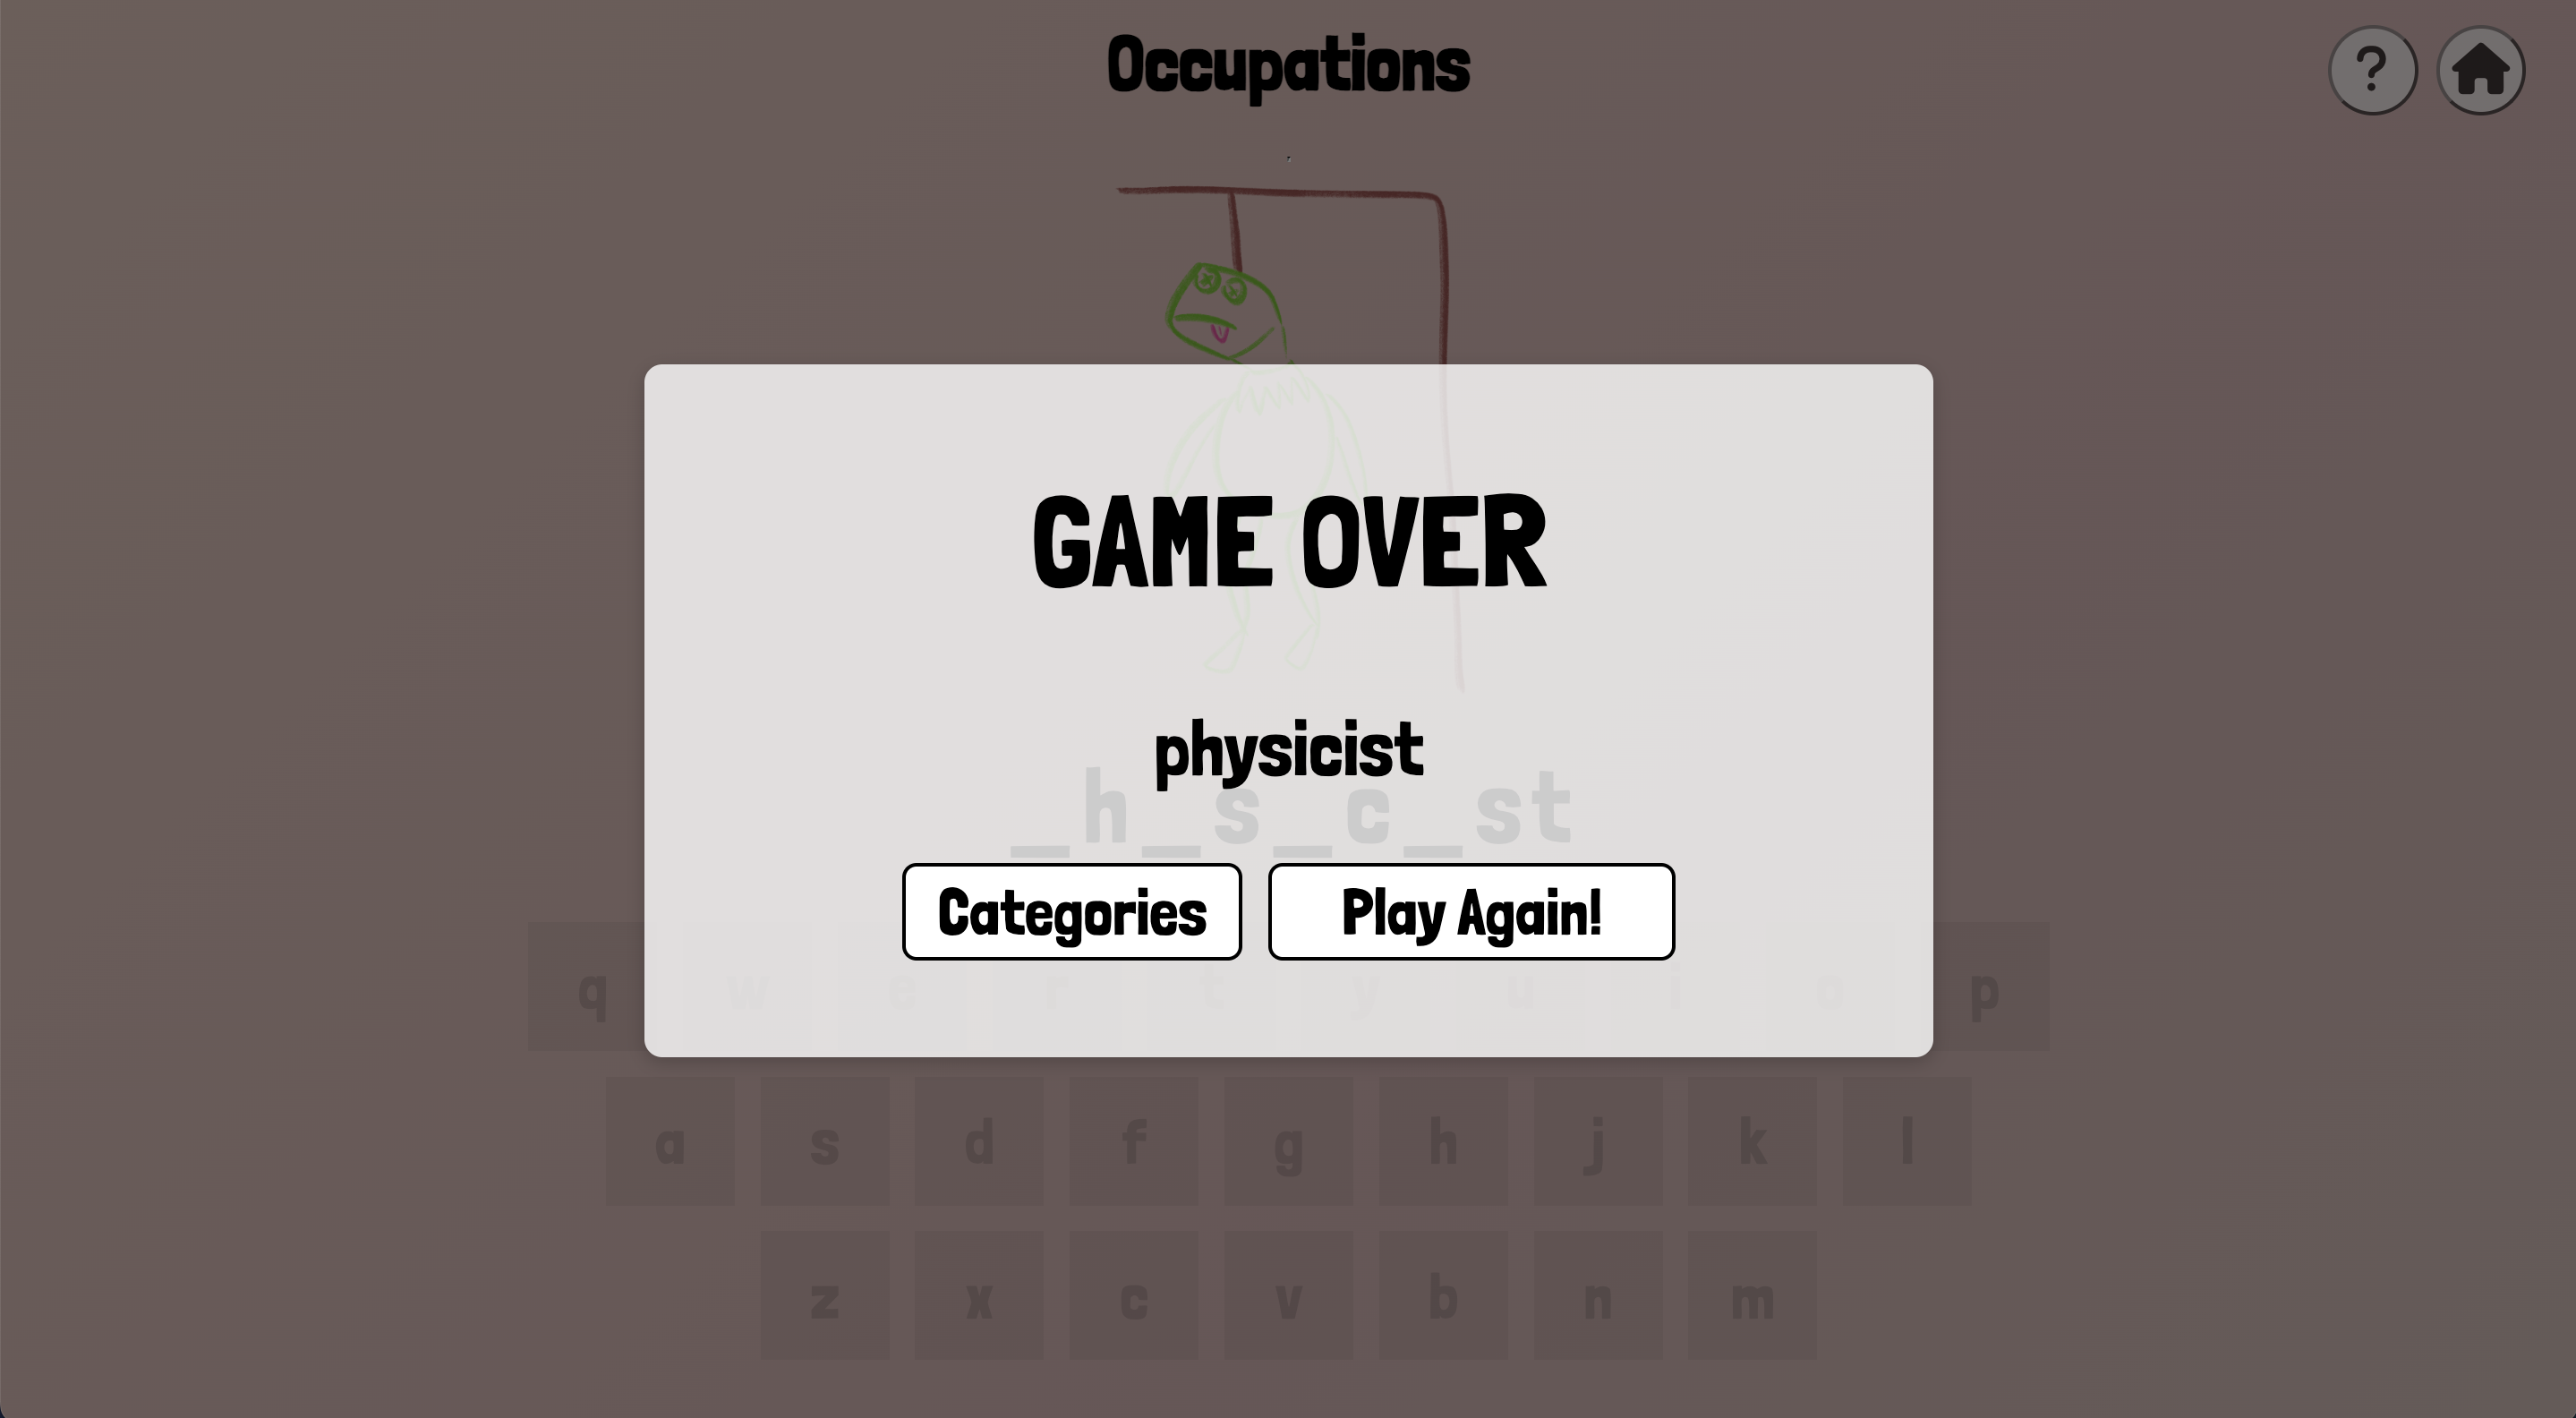 Occupations
?
GAME OVER
physicist
_h_s_c_st
Categories Play Again!
q w e r t y u o p
a s d f g h j k l
z x c v b n m